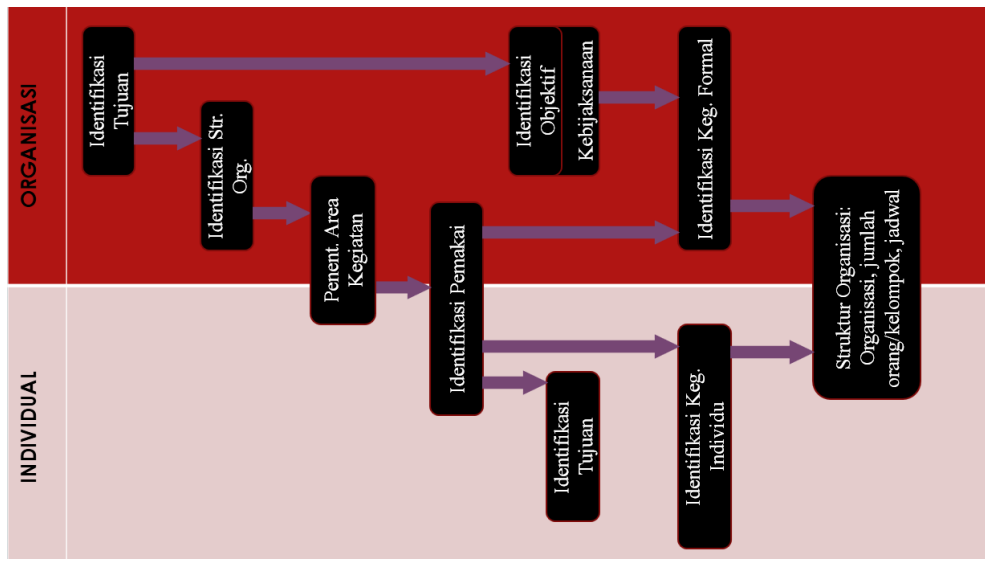 ORGANISASI
INDIVIDUAL
Identifikasi
Tujuan
Identifikasi Str.
Org.
Penent. Area
Kegiatan
Identifikasi Pemakai
Identifikasi
Objektif
Kebijaksanaan
Identifikasi
Tujuan
Identifikasi Keg. Formal
Identifikasi Keg.
Individu
Struktur Organisasi:
Organisasi, jumlah
orang/kelompok, jadwal